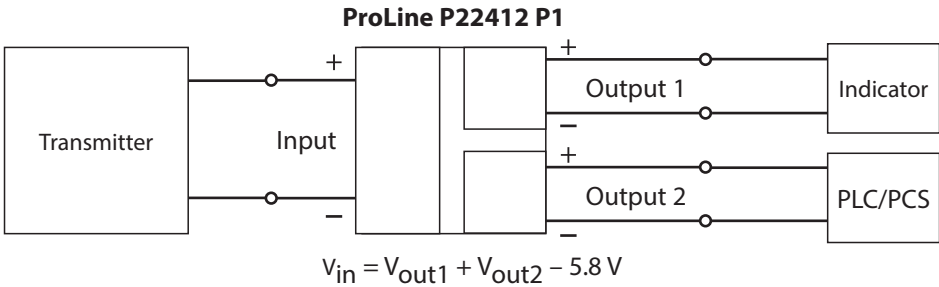 ProLine P22412 P1
Transmitter
+
Input
–
+
Output 1
–
+
Output 2
–
Indicator
PLC/PCS
Vin = Vout1 + Vout2 – 5.8 V